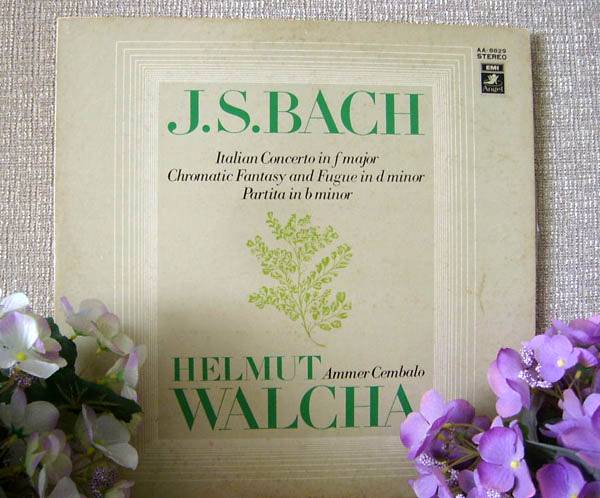 AA-8829
STEREO
EMI
Angel
J.S.BACH
Italian Concerto in f major
Chromatic Fantasy and Fugue in d minor
Partita in b minor
HELMUT Ammer Cembalo
WALCHA